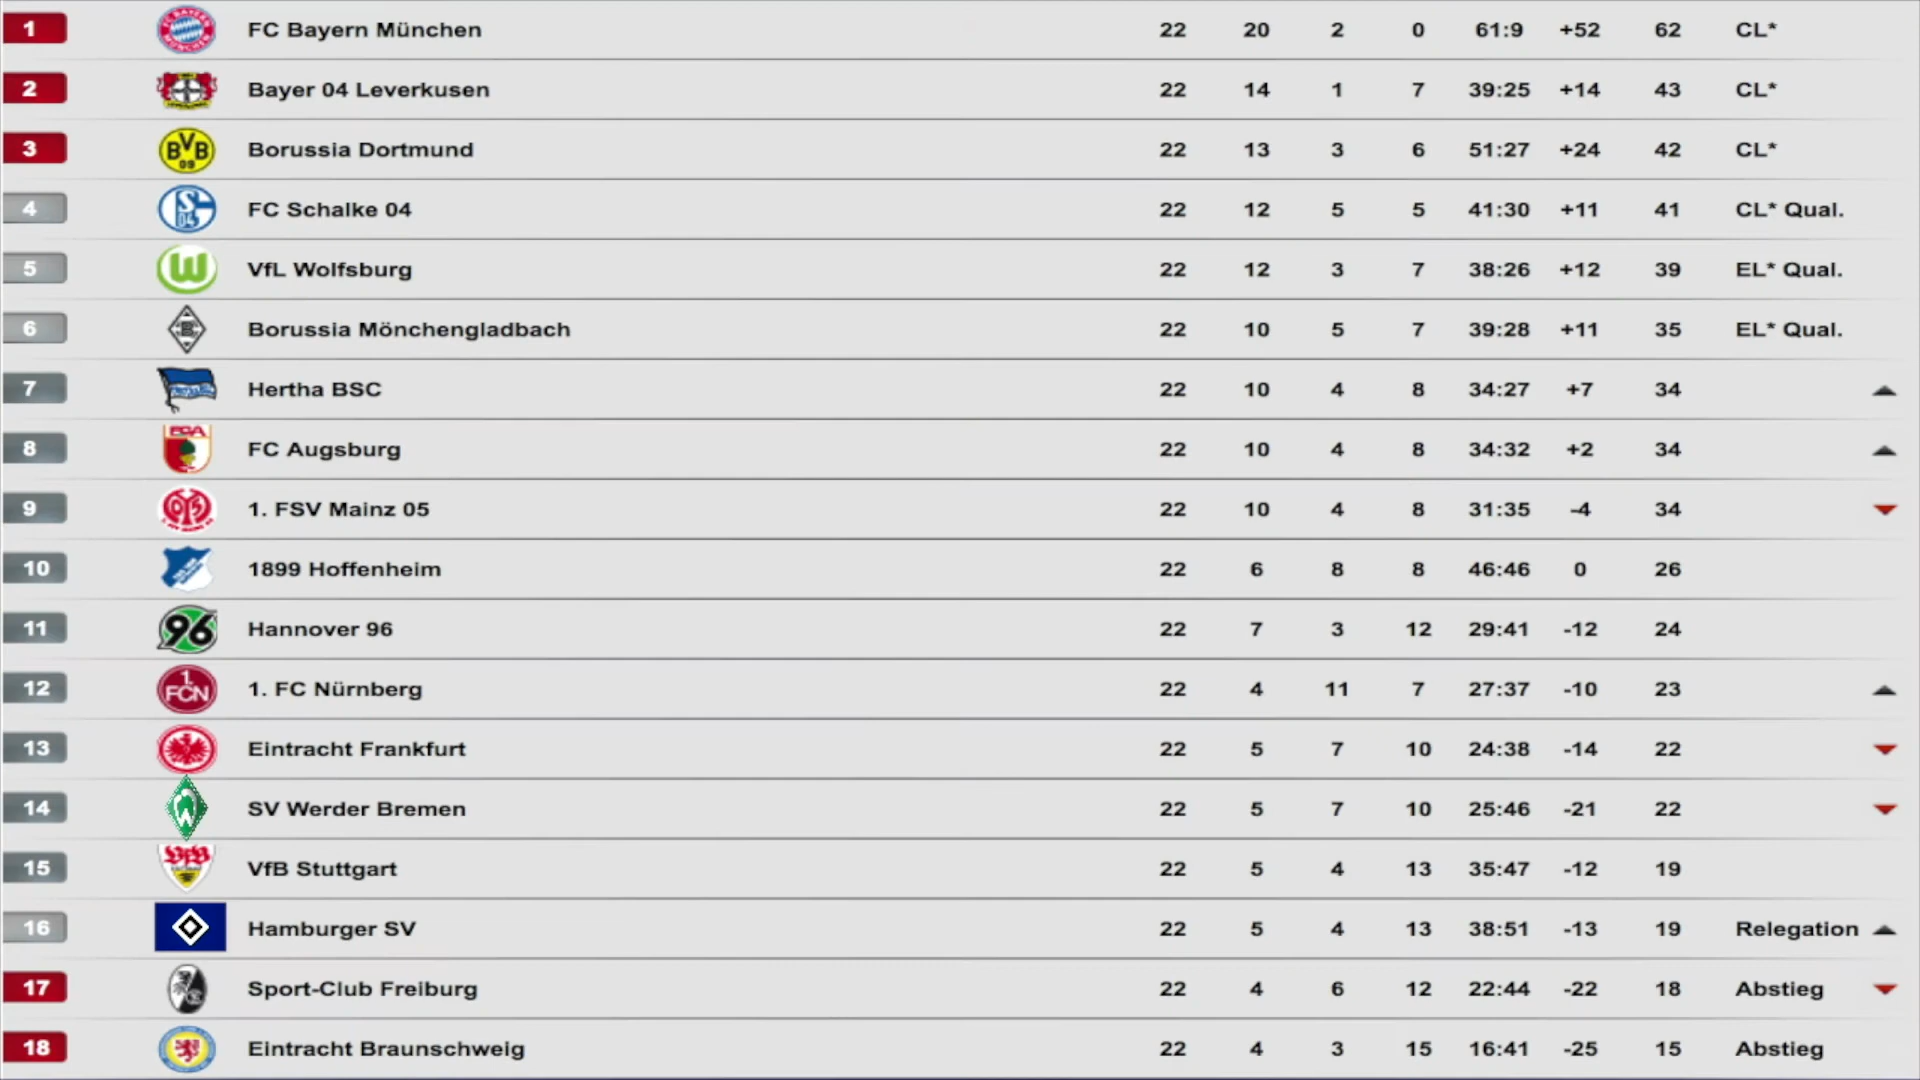 1 FC Bayern München 22 20 2 0 61:9 +52 62 CL*
2 Bayer 04 Leverkusen 22 14 1 7 39:25 +14 43 CL*
3 BVB 09 Borussia Dortmund 22 13 3 6 51:27 +24 42 CL*
4 S 04 FC Schalke 04 22 12 5 5 41:30 +11 41 CL* Qual.
5 W VfL Wolfsburg 22 12 3 7 38:26 +12 39 EL* Qual.
6 B Borussia Mönchengladbach 22 10 5 7 39:28 +11 35 EL* Qual.
7 Hertha BSC 22 10 4 8 34:27 +7 34
8 FCA FC Augsburg 22 10 4 8 34:32 +2 34
9 1. FSV Mainz 05 22 10 4 8 31:35 -4 34
10 1899 Hoffenheim 22 6 8 8 46:46 0 26
11 96 Hannover 96 22 7 3 12 29:41 -12 24
12 1. FCN 1. FC Nürnberg 22 4 11 7 27:37 -10 23
13 Eintracht Frankfurt 22 5 7 10 24:38 -14 22
14 W SV Werder Bremen 22 5 7 10 25:46 -21 22
15 VfB VfB Stuttgart 22 5 4 13 35:47 -12 19
16 Hamburger SV 22 5 4 13 38:51 -13 19 Relegation
17 Sport-Club Freiburg 22 4 6 12 22:44 -22 18 Abstieg
18 Eintracht Braunschweig 22 4 3 15 16:41 -25 15 Abstieg